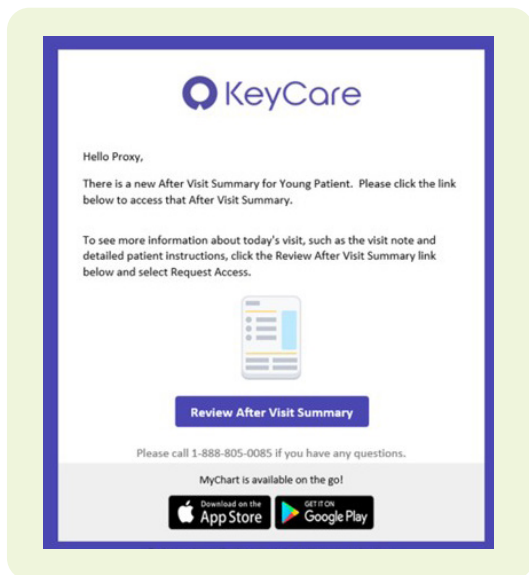 KeyCare
Hello Proxy,
There is a new After Visit Summary for Young Patient. Please click the link
below to access that After Visit Summary.
To see more information about today's visit, such as the visit note and
detailed patient instructions, click the Review After Visit Summary link
below and select Request Access.
Review After Visit Summary
Please call 1-888-805-0085 if you have any questions.
MyChart is available on the go!
Download on the
App Store
GET IT ON
Google Play